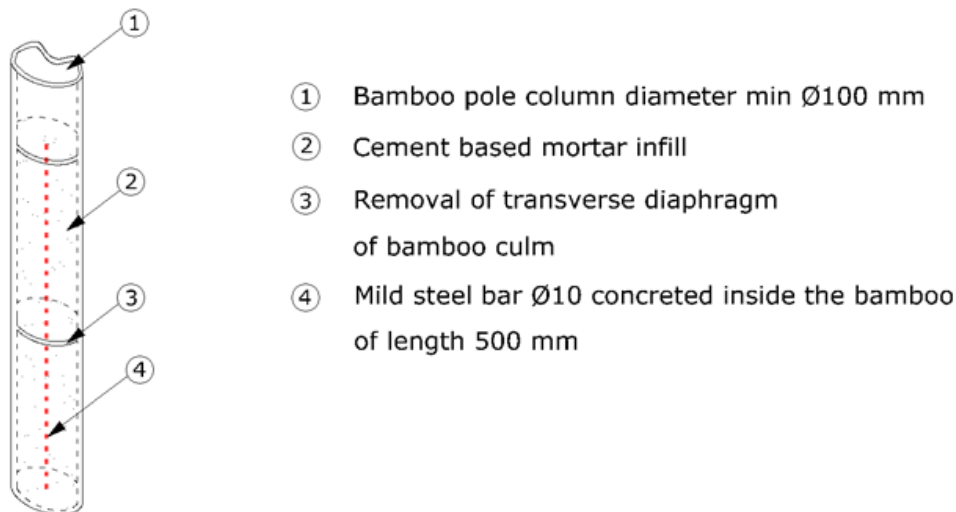 ①
②
③
④
① Bamboo pole column diameter min Ø100 mm
② Cement based mortar infill
③ Removal of transverse diaphragm
of bamboo culm
④ Mild steel bar Ø10 concreted inside the bamboo
of length 500 mm